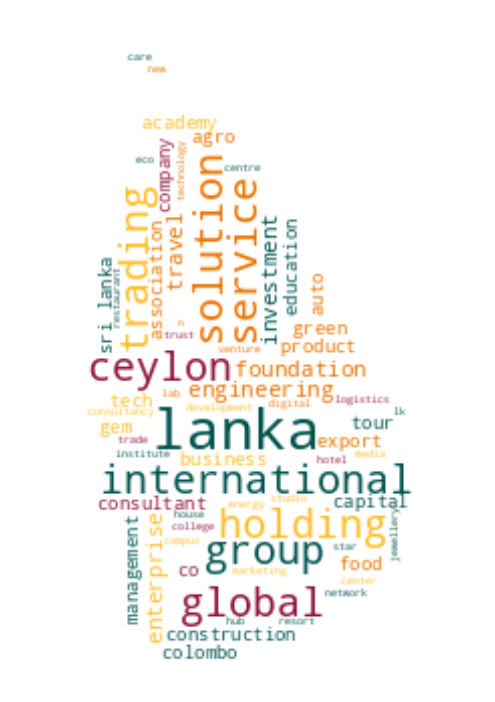 care
new
academy
agro
company
technology
eco
solution
centre
service
trading
travel
association
investment
education
sri lanka
restaurant
auto
n
trust
green
venture
product
ceylon
foundation
engineering
lab
tech
logistics
digital
development
consultancy
lk
lanka
tour
gem
trade
export
institute
business
hotel
media
international
studio
consultant
energy
capital
jewellery
holding
house
management
enterprise
college
campus
group
star
food
co
marketing
center
global
network
hub
resort
construction
colombo